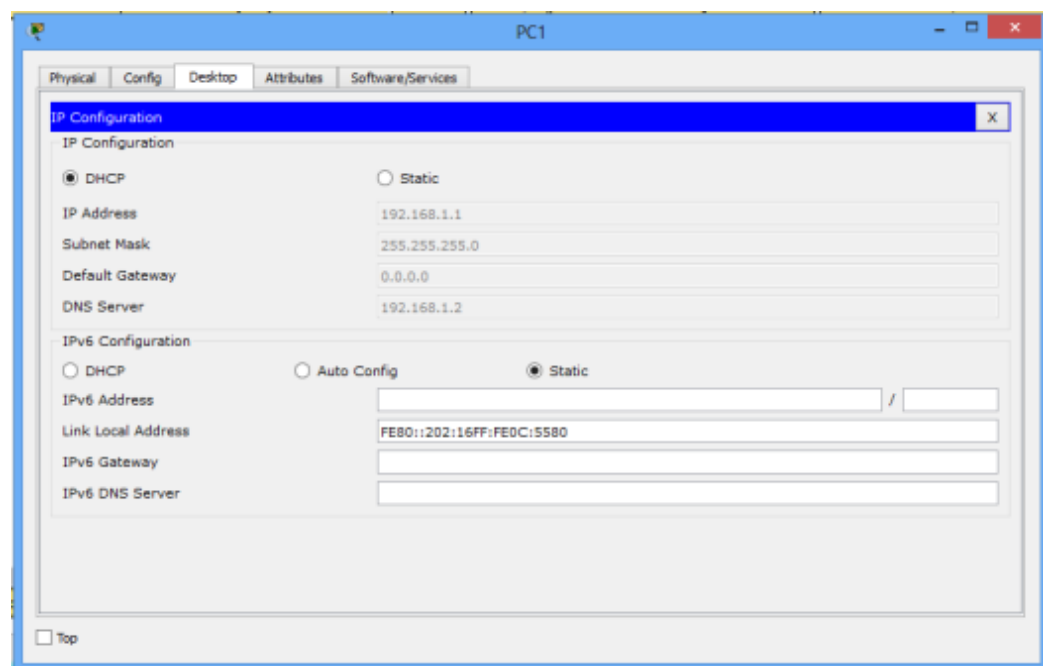 PC1
Physical Config Desktop Attributes Software/Services
IP Configuration X
IP Configuration
DHCP Static
IP Address 192.168.1.1
Subnet Mask 255.255.255.0
Default Gateway 0.0.0.0
DNS Server 192.168.1.2
IPv6 Configuration
DHCP Auto Config Static
IPv6 Address /
Link Local Address FE80::202:16FF:FE0C:5580
IPv6 Gateway
IPv6 DNS Server
Top